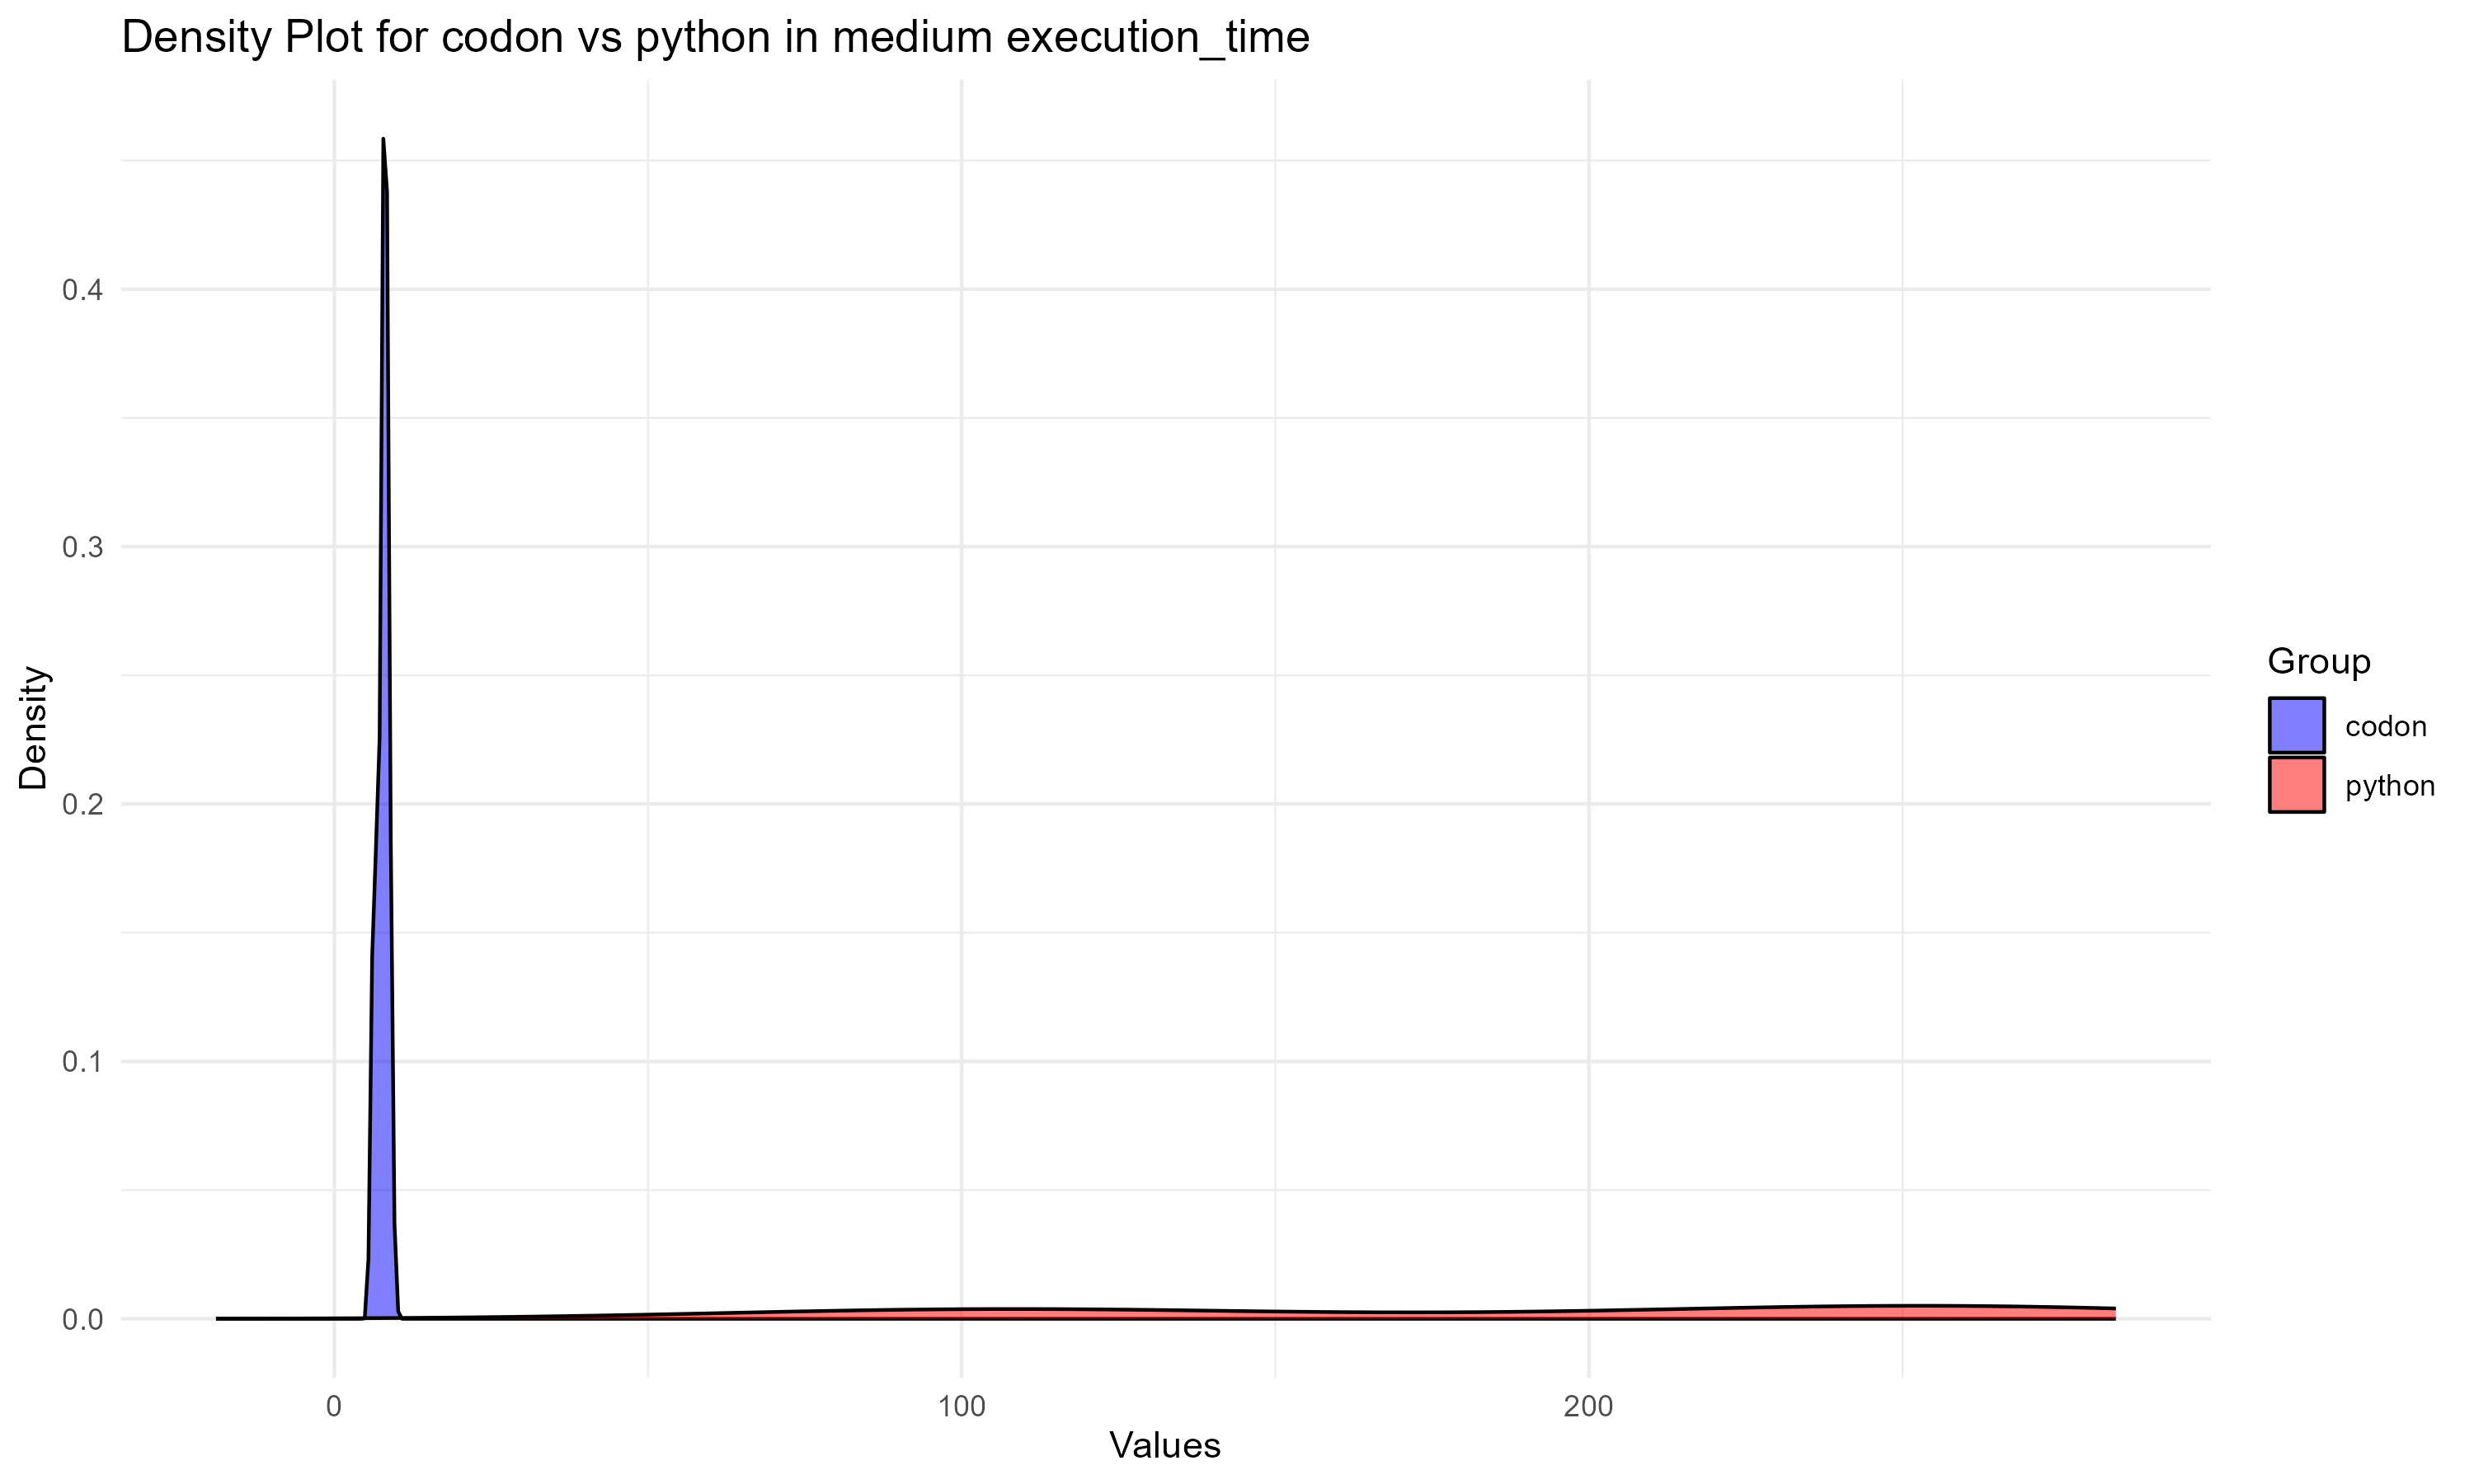 Density Plot for codon vs python in medium execution_time
Density
0.4
0.3
0.2
0.1
0.0
0
100
200
Values
Group
codon
python